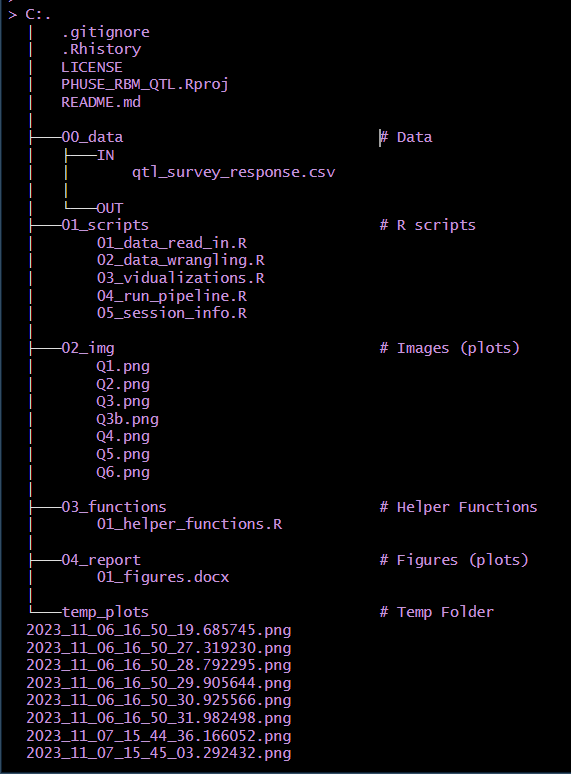 > C:.
│   .gitignore
│   .Rhistory
│   LICENSE
│   PHUSE_RBM_QTL.Rproj
│   README.md
│
├───00_data                             # Data
│   ├───IN
│   │       qtl_survey_response.csv
│   │
│   └───OUT
├───01_scripts                          # R scripts
│       01_data_read_in.R
│       02_data_wrangling.R
│       03_vidualizations.R
│       04_run_pipeline.R
│       05_session_info.R
│
├───02_img                              # Images (plots)
│       Q1.png
│       Q2.png
│       Q3.png
│       Q3b.png
│       Q4.png
│       Q5.png
│       Q6.png
│
├───03_functions                        # Helper Functions
│       01_helper_functions.R
│
├───04_report                           # Figures (plots)
│       01_figures.docx
│
└───temp_plots                          # Temp Folder
2023_11_06_16_50_19.685745.png
2023_11_06_16_50_27.319230.png
2023_11_06_16_50_28.792295.png
2023_11_06_16_50_29.905644.png
2023_11_06_16_50_30.925566.png
2023_11_06_16_50_31.982498.png
2023_11_07_15_44_36.166052.png
2023_11_07_15_45_03.292432.png